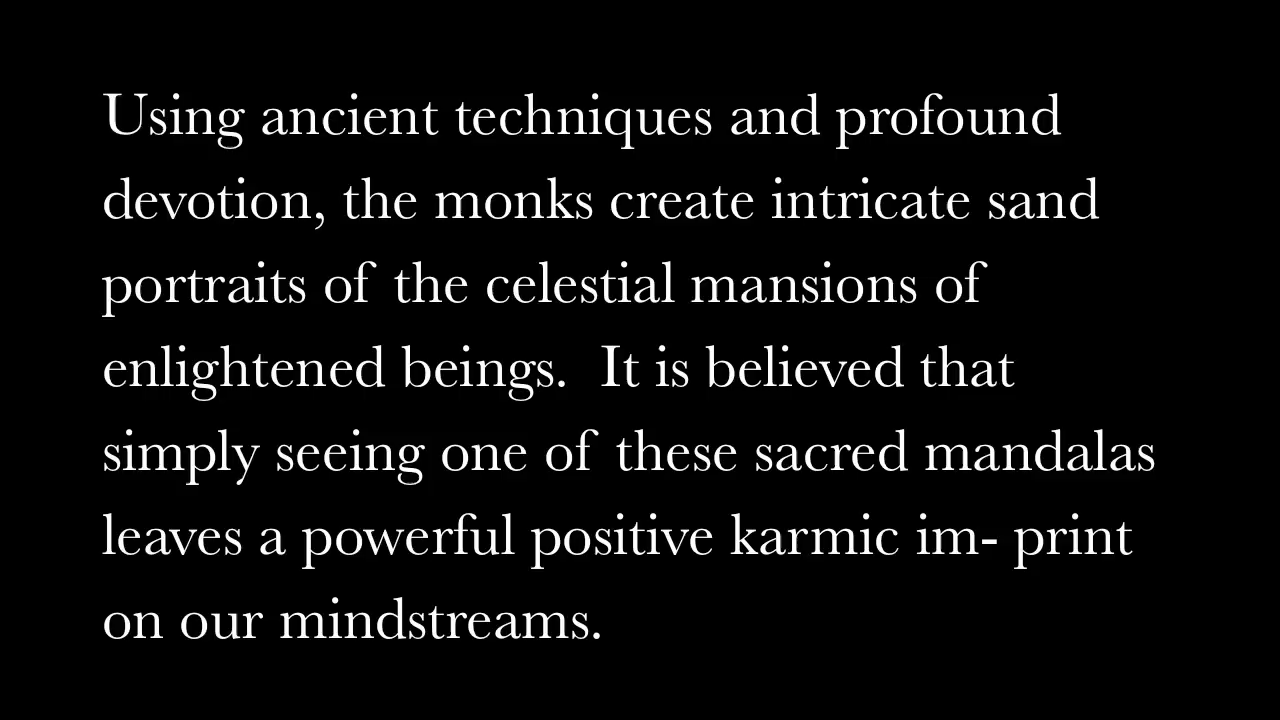 Using ancient techniques and profound
devotion, the monks create intricate sand
portraits of the celestial mansions of
enlightened beings.  It is believed that
simply seeing one of these sacred mandalas
leaves a powerful positive karmic im- print
on our mindstreams.